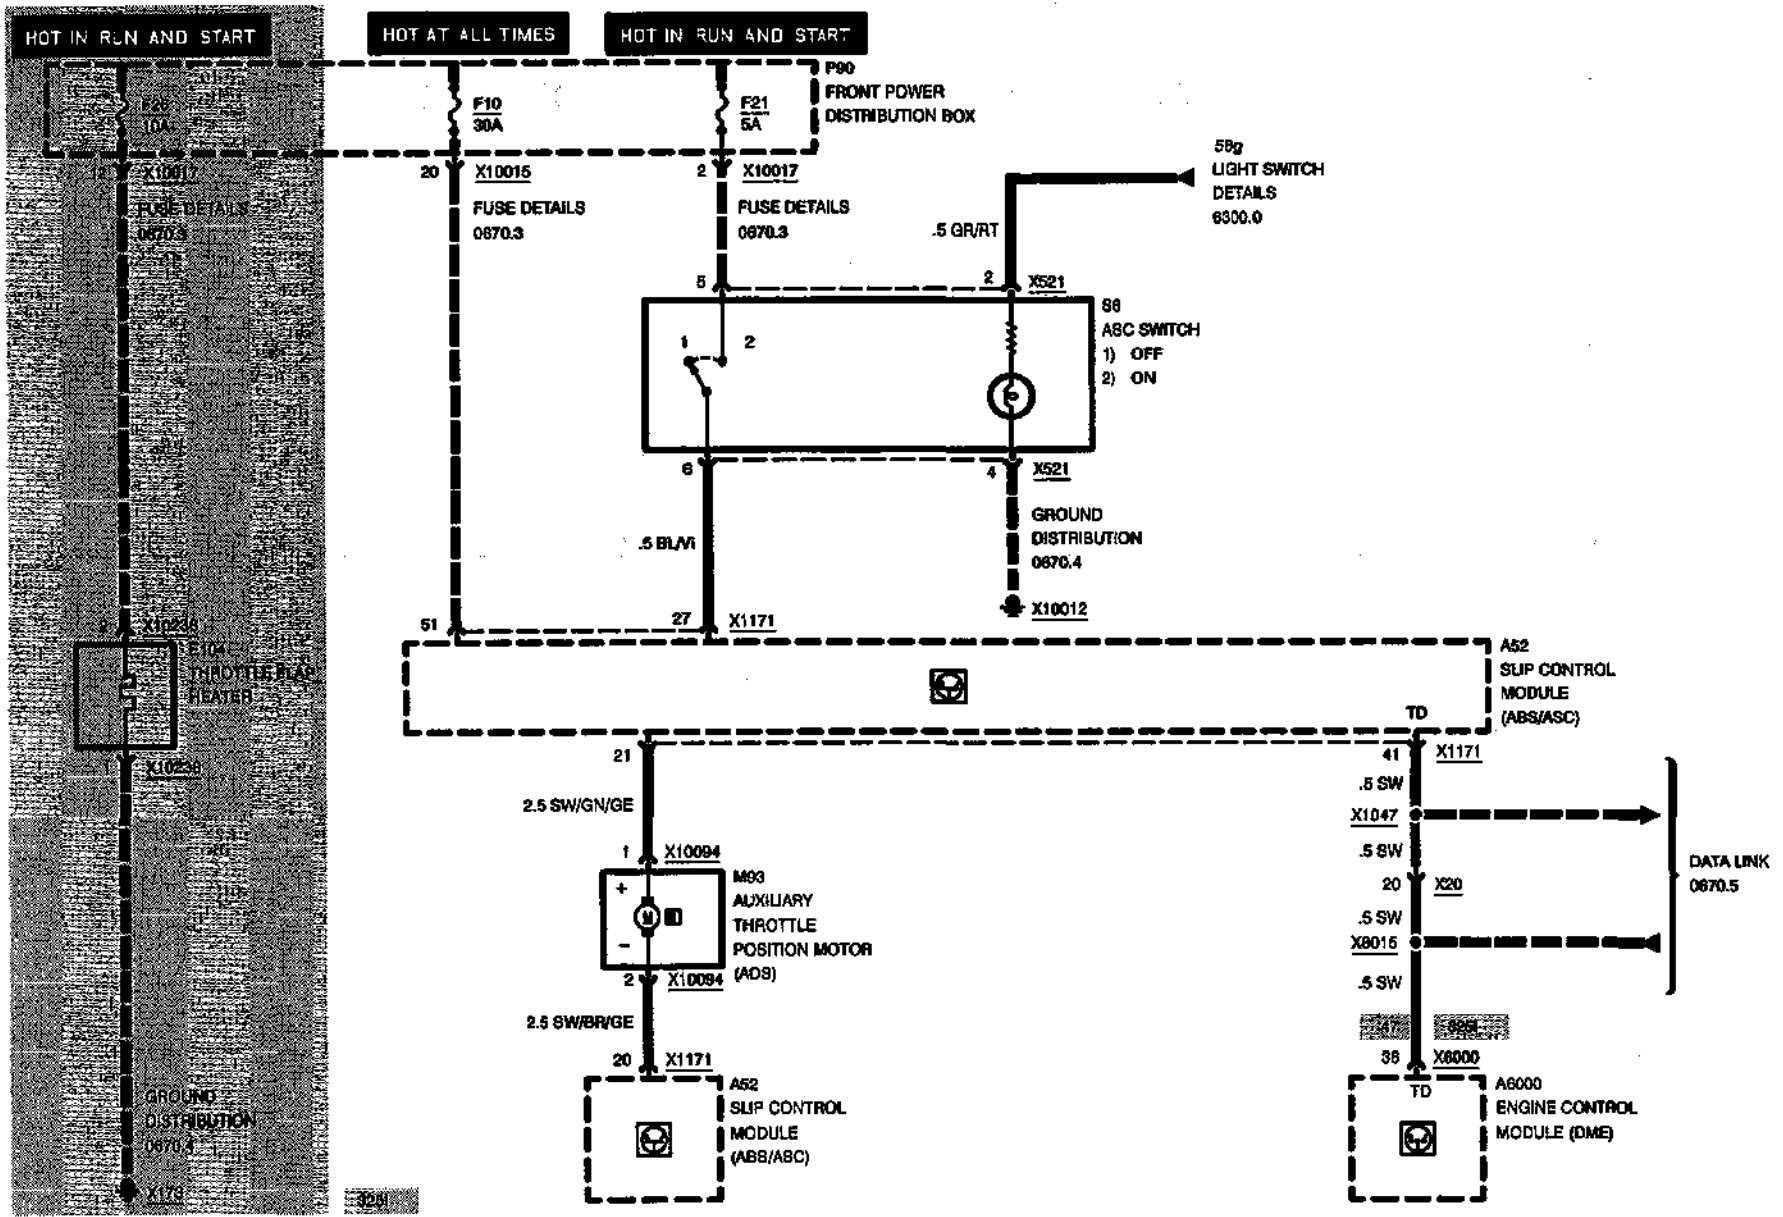 HOT IN RUN AND START
HOT AT ALL TIMES
HOT IN RUN AND START
P90
FRONT POWER
DISTRIBUTION BOX
F26
10A
F10
30A
F21
5A
12 X10017
20 X10015
2 X10017
FUSE DETAILS
0670.3
FUSE DETAILS
0670.3
FUSE DETAILS
0670.3
58g
LIGHT SWITCH
DETAILS
6300.0
.5 GR/RT
5
2 X521
S6
ASC SWITCH
1) OFF
2) ON
1 2
6
4 X521
GROUND
DISTRIBUTION
0670.4
.5 BL/VI
X10012
51
27 X1171
2
E104
THROTTLE FLAP
HEATER
A52
SLIP CONTROL
MODULE
(ABS/ASC)
TD
1
21
41 X1171
.5 SW
2.5 SW/GN/GE
X1047
.5 SW
DATA LINK
0670.5
1 X10094
20 X20
M93
AUXILIARY
THROTTLE
POSITION MOTOR
(ADS)
+
M
−
.5 SW
X8015
2 X10094
.5 SW
2.5 SW/BR/GE
20 X1171
A52
SLIP CONTROL
MODULE
(ABS/ASC)
GROUND
DISTRIBUTION
0670.4
X173
325i
38 X6000
TD
A6000
ENGINE CONTROL
MODULE (DME)